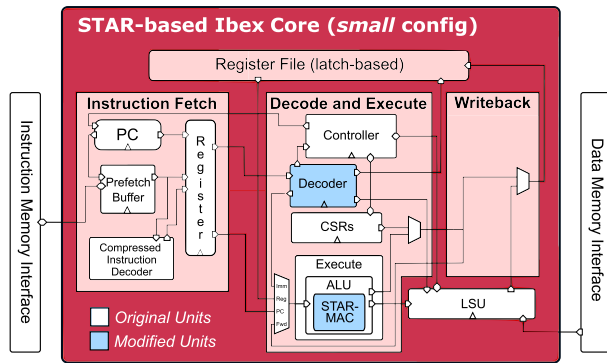 STAR-based Ibex Core (small config)
Register File (latch-based)
Instruction Fetch
Decode and Execute
Writeback
Instruction Memory Interface
Data Memory Interface
PC
Register
Controller
Prefetch
Buffer
Decoder
Compressed
Instruction
Decoder
CSRs
Execute
ALU
STAR-
MAC
Imm
Reg
PC
Fwd
LSU
Original Units
Modified Units